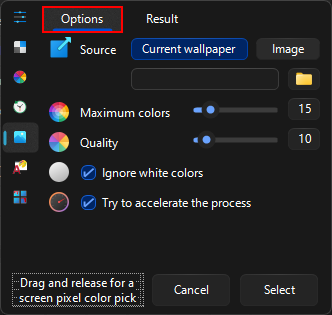 Options Result
Source Current wallpaper Image
Maximum colors 15
Quality 10
Ignore white colors
Try to accelerate the process
Drag and release for a
screen pixel color pick
Cancel Select